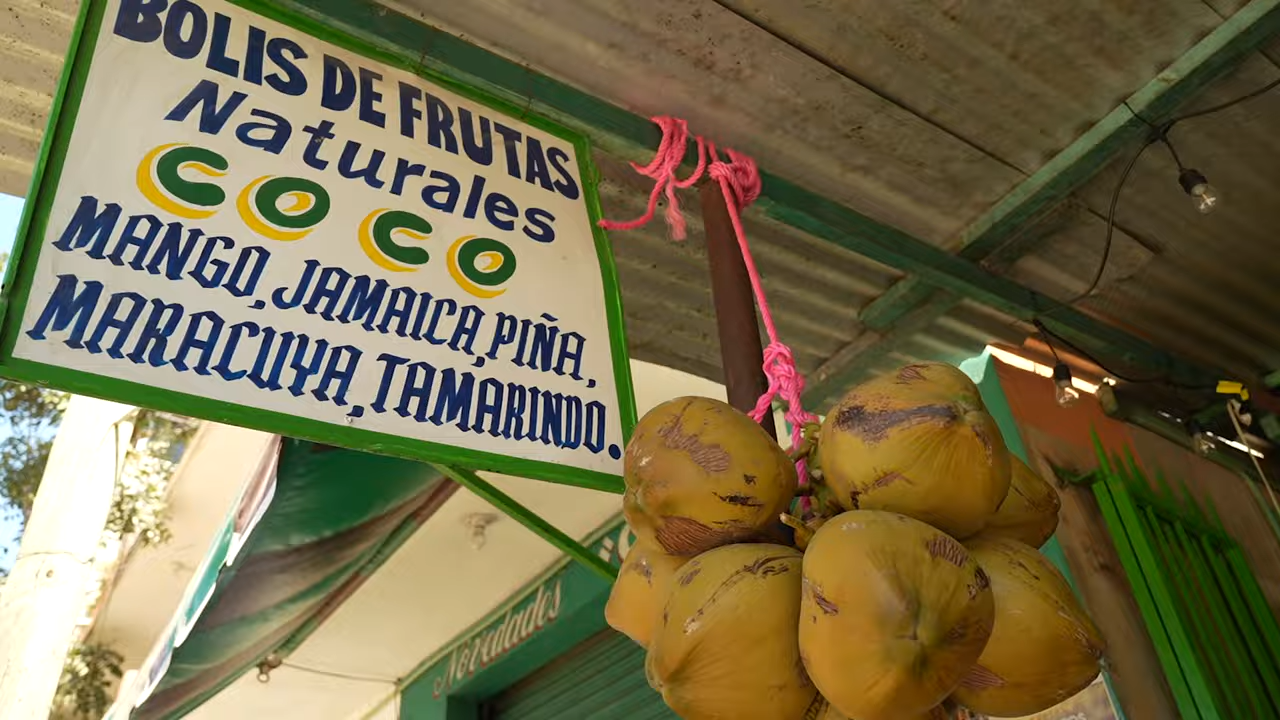 BOLIS DE FRUTAS
Naturales
COCO
MANGO, JAMAICA, PIÑA,
MARACUYA, TAMARINDO.
Novedades